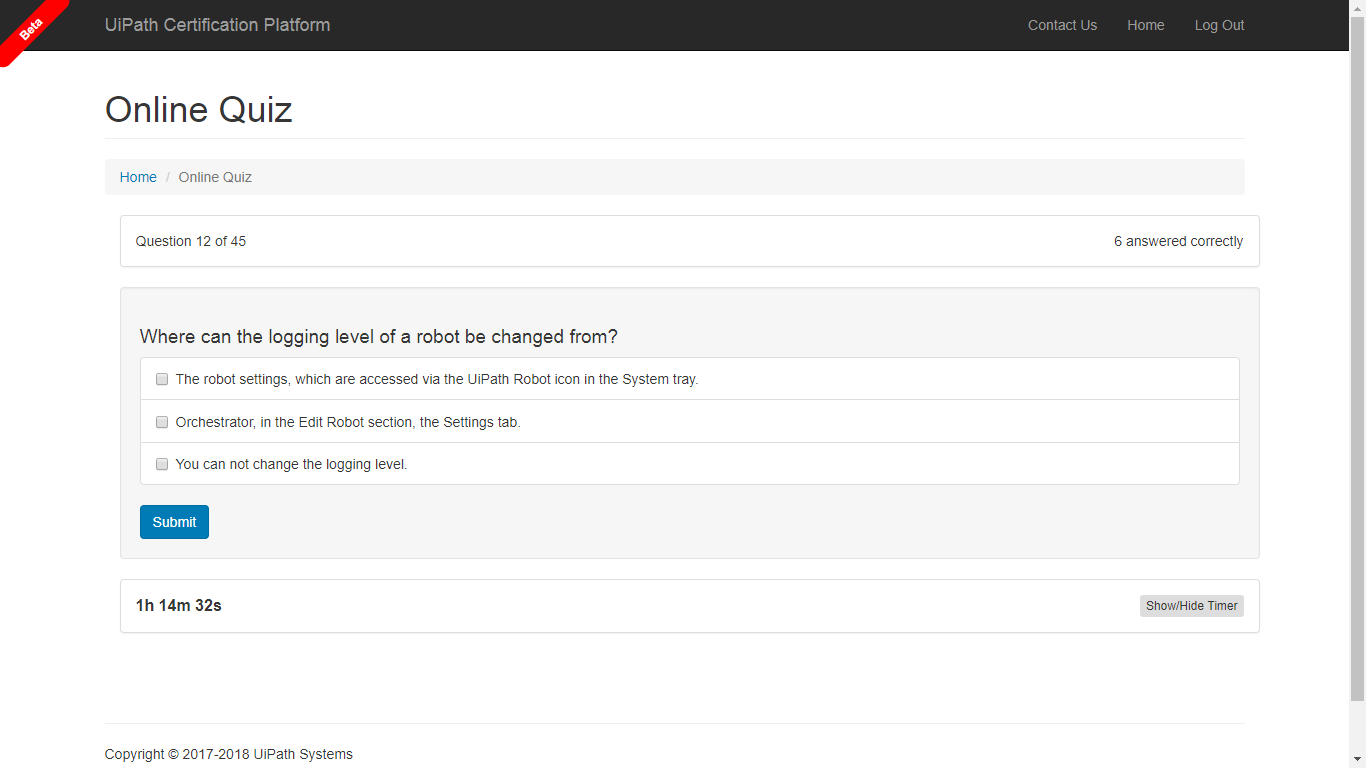 Beta
UiPath Certification Platform
Contact Us
Home
Log Out
Online Quiz
Home / Online Quiz
Question 12 of 45
6 answered correctly
Where can the logging level of a robot be changed from?
The robot settings, which are accessed via the UiPath Robot icon in the System tray.
Orchestrator, in the Edit Robot section, the Settings tab.
You can not change the logging level.
Submit
1h 14m 32s
Show/Hide Timer
Copyright © 2017-2018 UiPath Systems